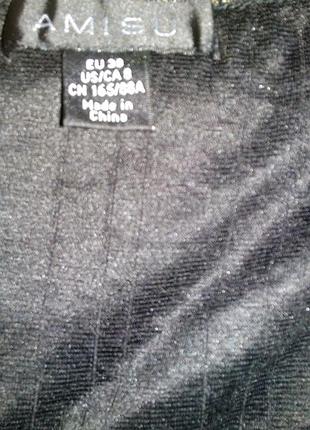 AMISU
EU 38
US/CA 8
CN 165/88A
Made in
China